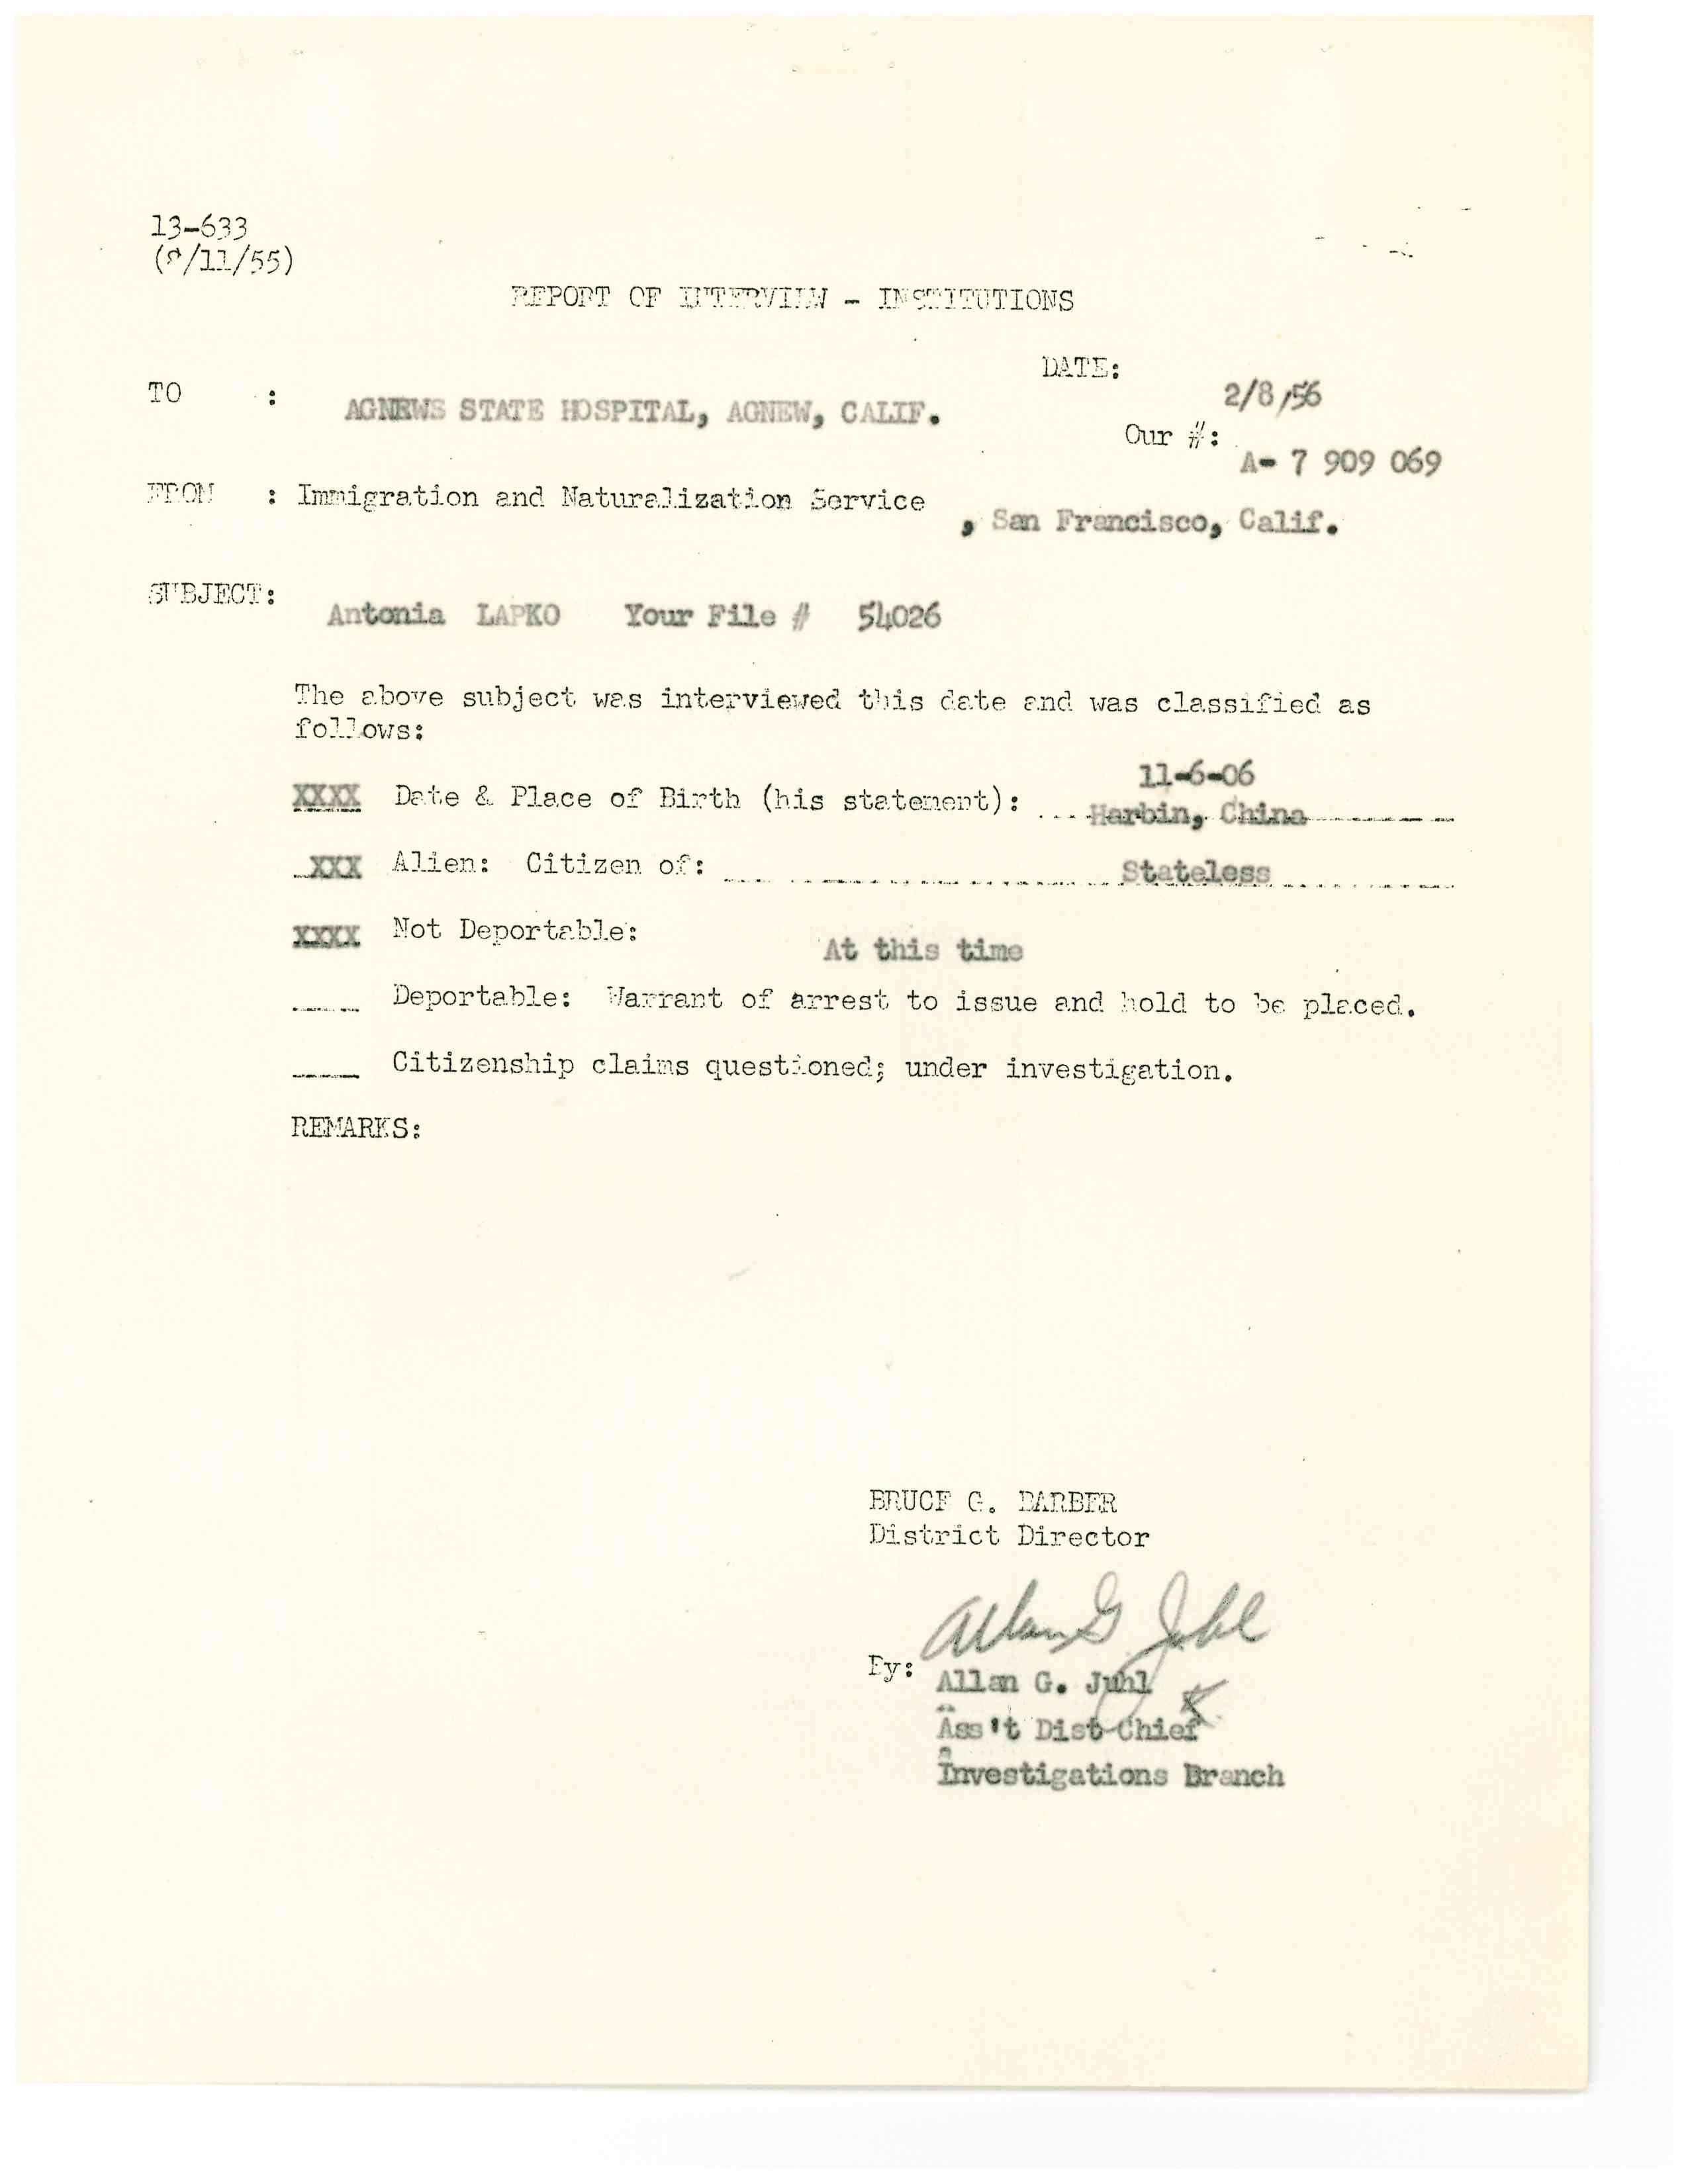 13-633
(8/11/55)
REPORT OF INTERVIEW - INSTITUTIONS
DATE:
2/8/56
TO : AGNEWS STATE HOSPITAL, AGNEW, CALIF.
Our #:
A- 7 909 069
FROM : Immigration and Naturalization Service , San Francisco, Calif.
SUBJECT: Antonia LAPKO Your File # 54026
The above subject was interviewed this date and was classified as
follows:
11-6-06
XXXX Date & Place of Birth (his statement): Harbin, China
XXX Alien: Citizen of: Stateless
XXXX Not Deportable: At this time
____ Deportable: Warrant of arrest to issue and hold to be placed.
____ Citizenship claims questioned; under investigation.
REMARKS:
BRUCE G. BARBER
District Director
Allan G Juhl
By: Allan G. Juhl
Ass't Dist Chief
Investigations Branch